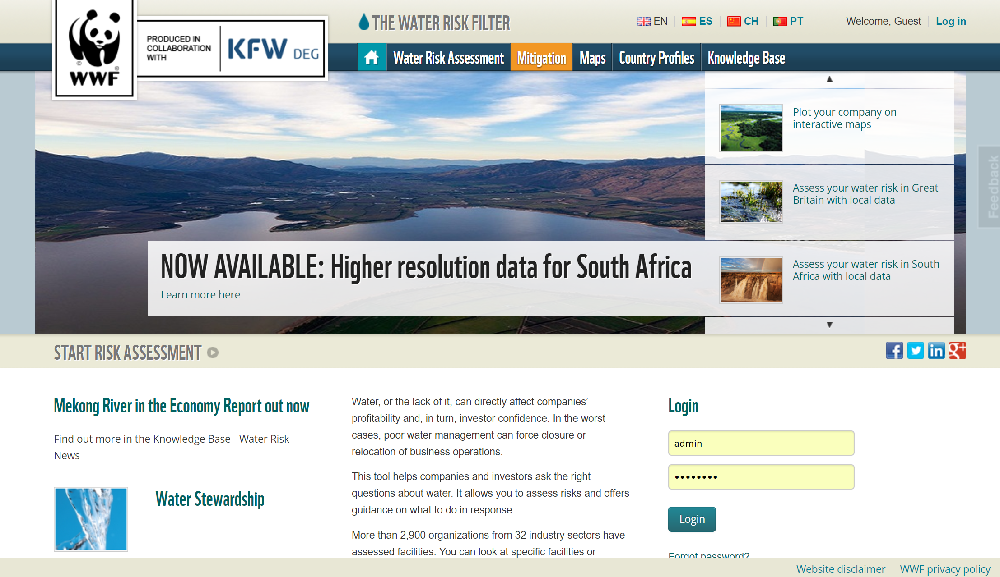 THE WATER RISK FILTER
EN
ES
CH
PT
Welcome, Guest
Log in
PRODUCED IN
COLLABORATION
WITH
KFW DEG
WWF
Water Risk Assessment
Mitigation
Maps
Country Profiles
Knowledge Base
Plot your company on
interactive maps
Assess your water risk in Great
Britain with local data
Assess your water risk in South
Africa with local data
Feedback
NOW AVAILABLE: Higher resolution data for South Africa
Learn more here
START RISK ASSESSMENT
Mekong River in the Economy Report out now
Find out more in the Knowledge Base - Water Risk
News
Water Stewardship
Water, or the lack of it, can directly affect companies’
profitability and, in turn, investor confidence. In the worst
cases, poor water management can force closure or
relocation of business operations.
This tool helps companies and investors ask the right
questions about water. It allows you to assess risks and offers
guidance on what to do in response.
More than 2,900 organizations from 32 industry sectors have
assessed facilities. You can look at specific facilities or
Login
admin
••••••••
Login
Forgot password?
Website disclaimer
WWF privacy policy